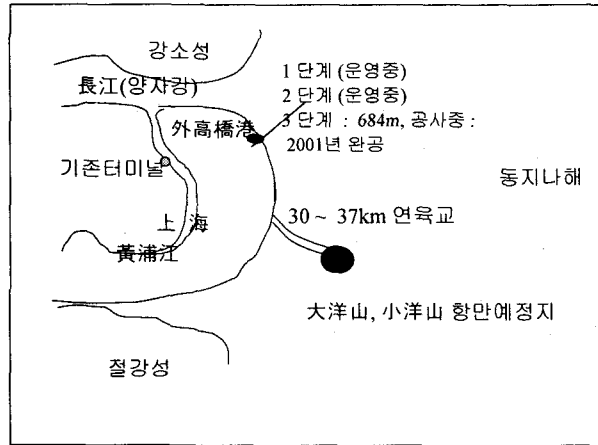 강소성
長江(양자강)
1 단계 (운영중)
2 단계 (운영중)
3 단계 : 684m, 공사중 :
2001년 완공
外高橋港
기존터미널
동지나해
上 海
30 ~ 37km 연육교
黃浦江
大洋山, 小洋山 항만예정지
절강성